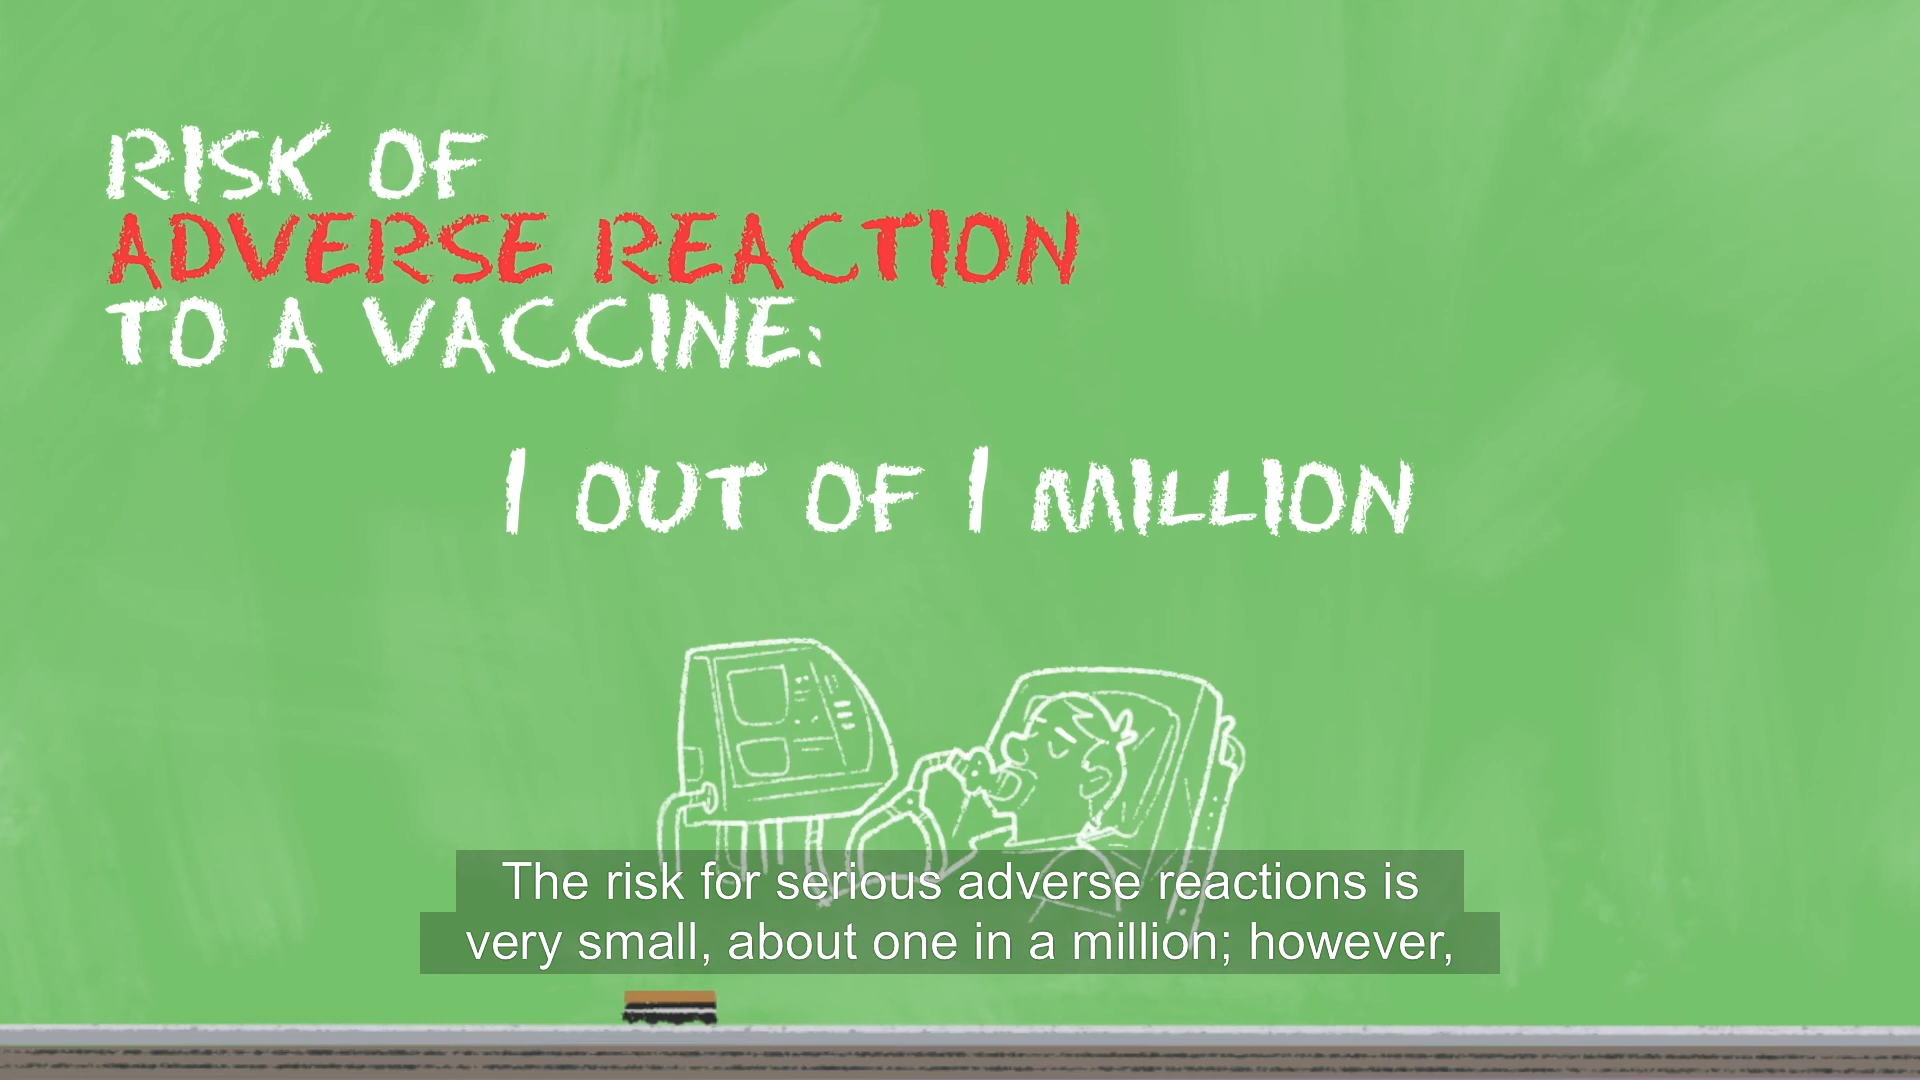 RISK OF
ADVERSE REACTION
TO A VACCINE:
1 OUT OF 1 MILLION
The risk for serious adverse reactions is
very small, about one in a million; however,